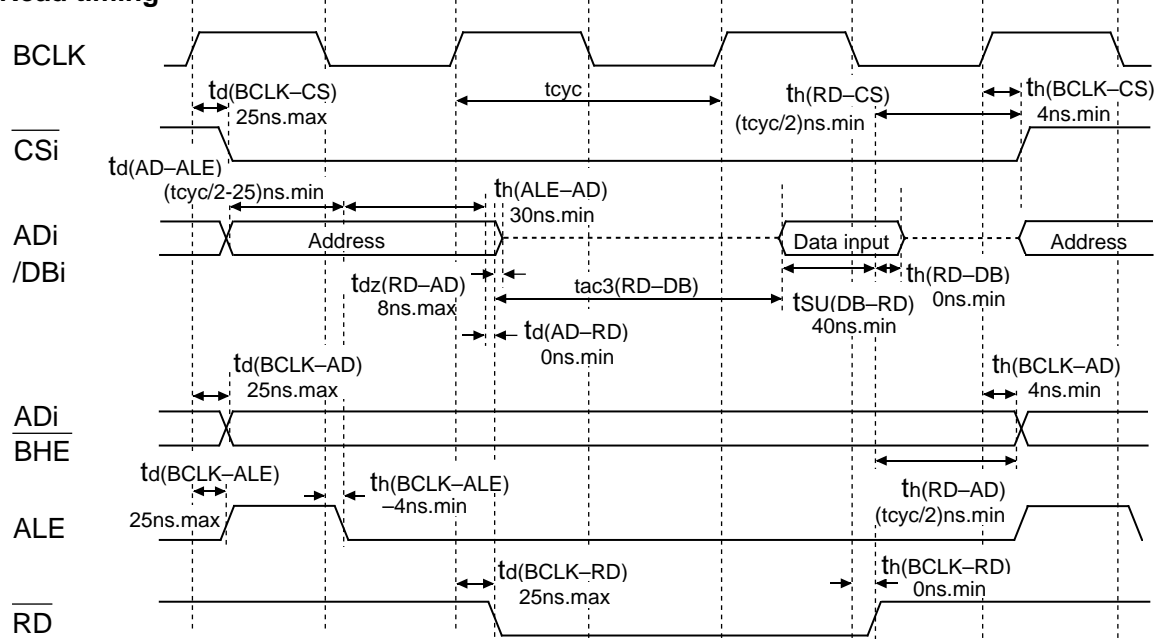 Read timing
BCLK
td(BCLK–CS)
25ns.max
tcyc
th(RD–CS)
(tcyc/2)ns.min
th(BCLK–CS)
4ns.min
CSi
td(AD–ALE)
(tcyc/2-25)ns.min
th(ALE–AD)
30ns.min
ADi
/DBi
Address
Data input
Address
tdz(RD–AD)
8ns.max
tac3(RD–DB)
th(RD–DB)
0ns.min
tSU(DB–RD)
40ns.min
td(AD–RD)
0ns.min
td(BCLK–AD)
25ns.max
th(BCLK–AD)
4ns.min
ADi
BHE
td(BCLK–ALE)
25ns.max
th(BCLK–ALE)
–4ns.min
th(RD–AD)
(tcyc/2)ns.min
ALE
td(BCLK–RD)
25ns.max
th(BCLK–RD)
0ns.min
RD